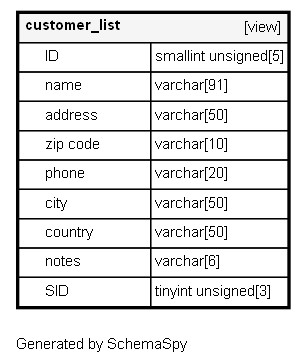 customer_list [view]
ID smallint unsigned[5]
name varchar[91]
address varchar[50]
zip code varchar[10]
phone varchar[20]
city varchar[50]
country varchar[50]
notes varchar[6]
SID tinyint unsigned[3]
Generated by SchemaSpy